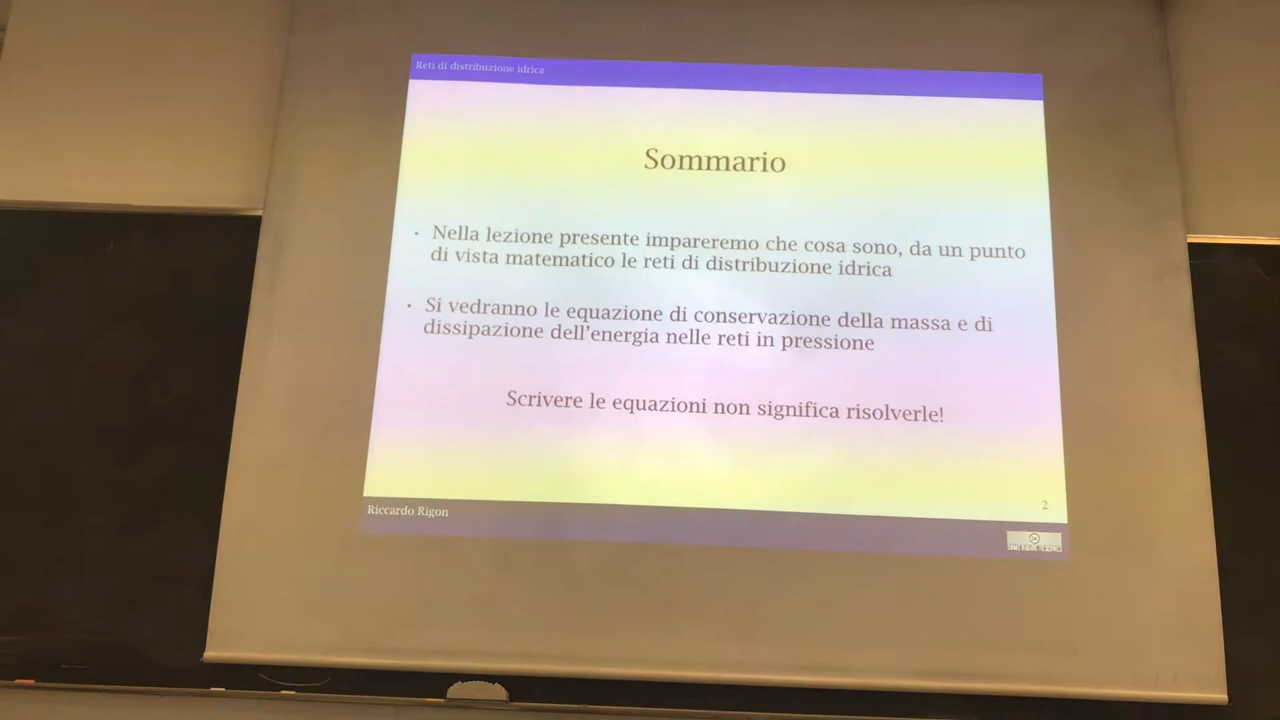 Reti di distribuzione idrica
Sommario
• Nella lezione presente impareremo che cosa sono, da un punto
di vista matematico le reti di distribuzione idrica
• Si vedranno le equazione di conservazione della massa e di
dissipazione dell'energia nelle reti in pressione
Scrivere le equazioni non significa risolverle!
2
Riccardo Rigon
cc